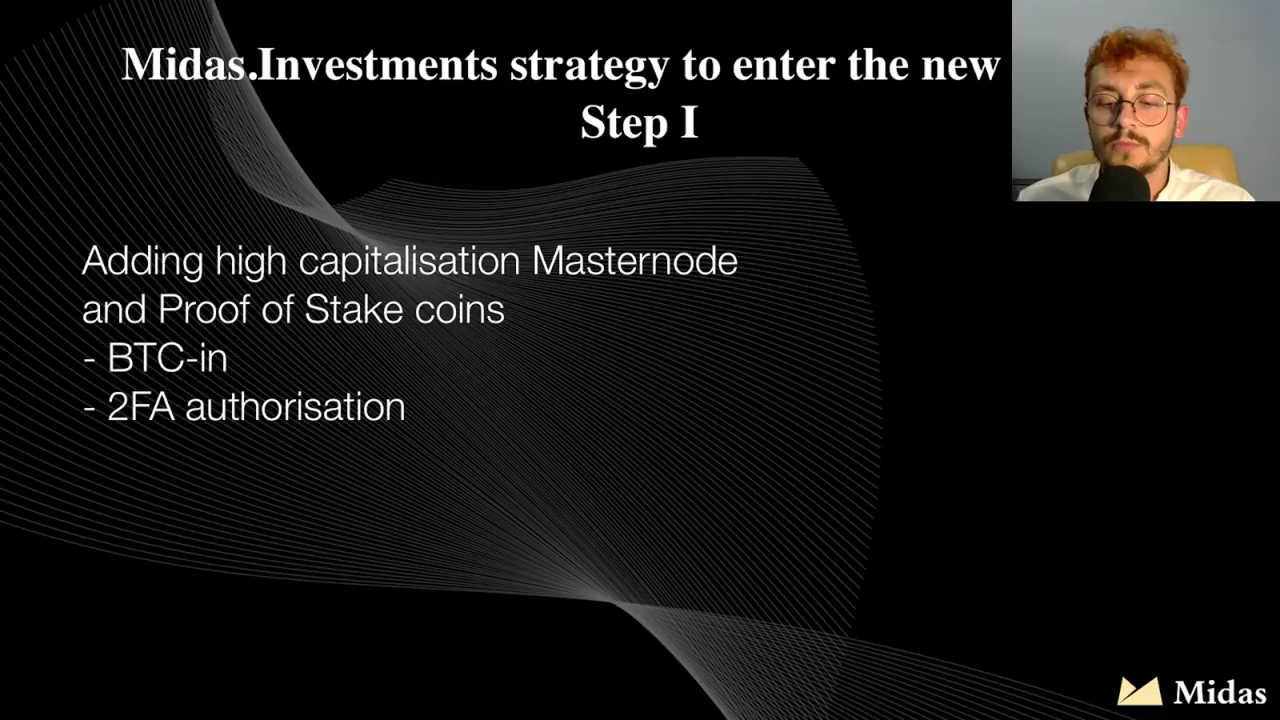 Midas.Investments strategy to enter the new
Step I
Adding high capitalisation Masternode
and Proof of Stake coins
- BTC-in
- 2FA authorisation
Midas